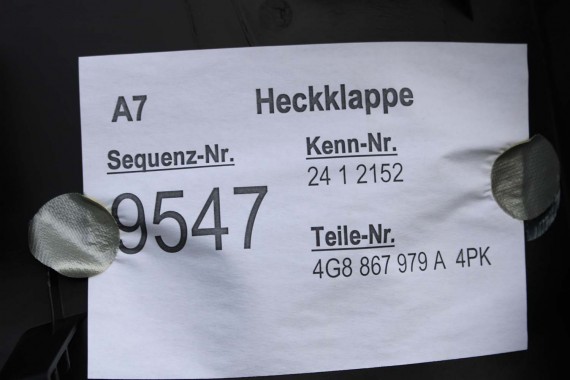 A7 Heckklappe
Sequenz-Nr.
9547
Kenn-Nr.
24 1 2152
Teile-Nr.
4G8 867 979 A 4PK